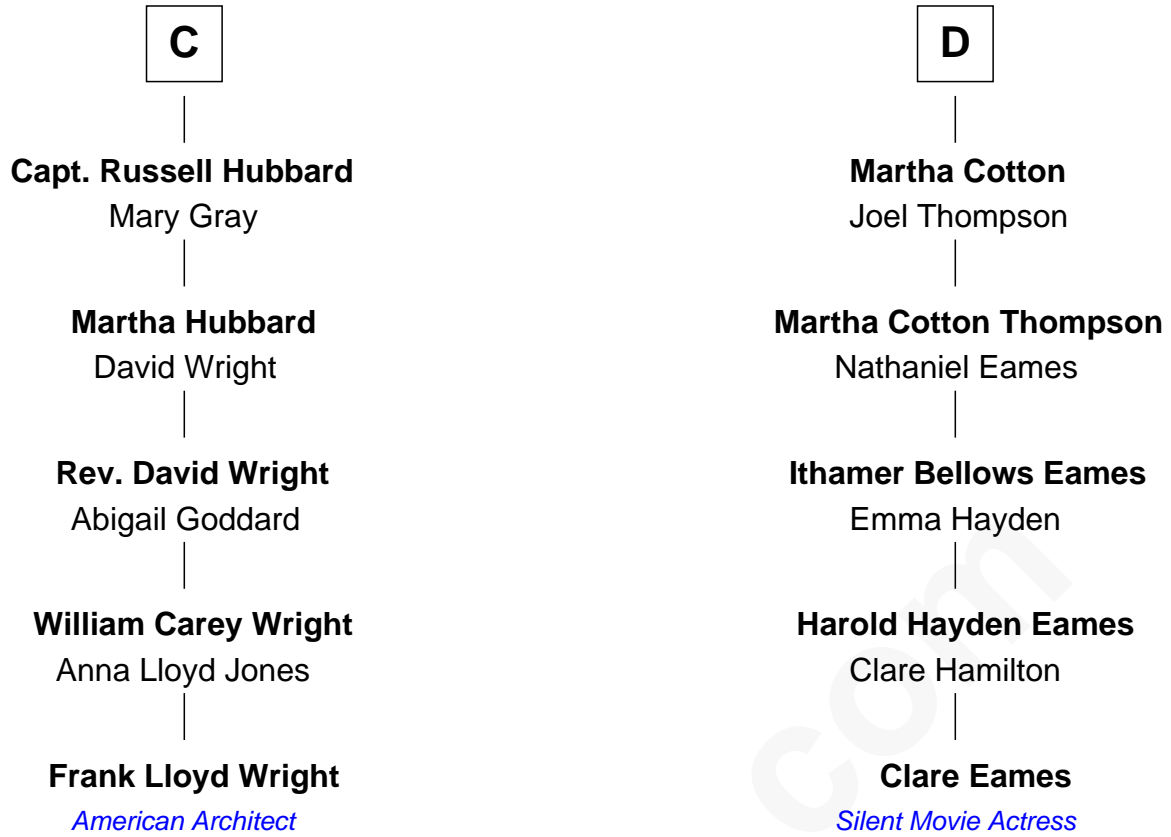 C
Capt. Russell Hubbard
Mary Gray
Martha Hubbard
David Wright
Rev. David Wright
Abigail Goddard
William Carey Wright
Anna Lloyd Jones
Frank Lloyd Wright
American Architect
D
Martha Cotton
Joel Thompson
Martha Cotton Thompson
Nathaniel Eames
Ithamer Bellows Eames
Emma Hayden
Harold Hayden Eames
Clare Hamilton
Clare Eames
Silent Movie Actress
com